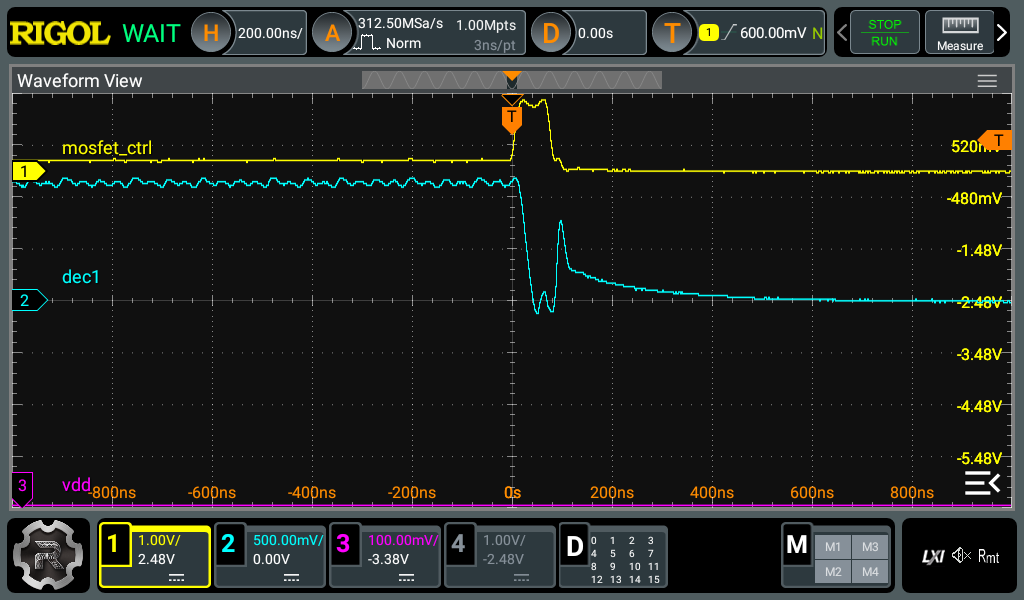 RIGOL WAIT H 200.00ns/ A 312.50MSa/s 1.00Mpts D 0.00s T 1 600.00mV N STOP
Norm 3ns/pt RUN Measure
Waveform View
T
mosfet_ctrl
T
520mV
1
-480mV
-1.48V
dec1
2
-2.48V
-3.48V
-4.48V
-5.48V
3 vdd
-800ns -600ns -400ns -200ns 0s 200ns 400ns 600ns 800ns
1 1.00V/ 2 500.00mV/ 3 100.00mV/ 4 1.00V/ D 0 1 2 3 M M1 M3
2.48V 0.00V -3.38V -2.48V 4 5 6 7 LXI Rmt
8 9 10 11 M2 M4
12 13 14 15